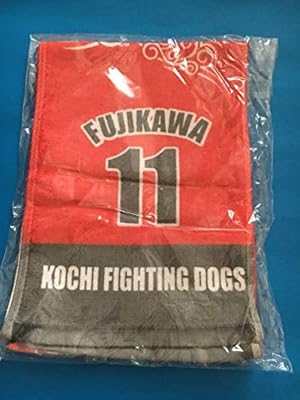 FUJIKAWA
11
KOCHI FIGHTING DOGS